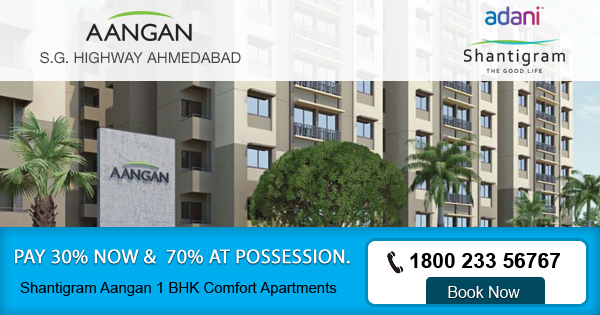 AANGAN
S.G. HIGHWAY AHMEDABAD
adani™
Shantigram
THE GOOD LIFE
AANGAN
PAY 30% NOW & 70% AT POSSESSION.
Shantigram Aangan 1 BHK Comfort Apartments
1800 233 56767
Book Now